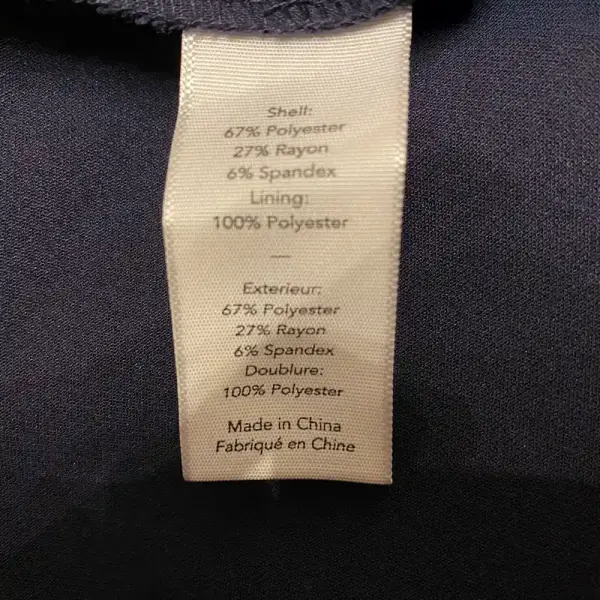 Shell:
67% Polyester
27% Rayon
6% Spandex
Lining:
100% Polyester
—
Exterieur:
67% Polyester
27% Rayon
6% Spandex
Doublure:
100% Polyester
Made in China
Fabriqué en Chine